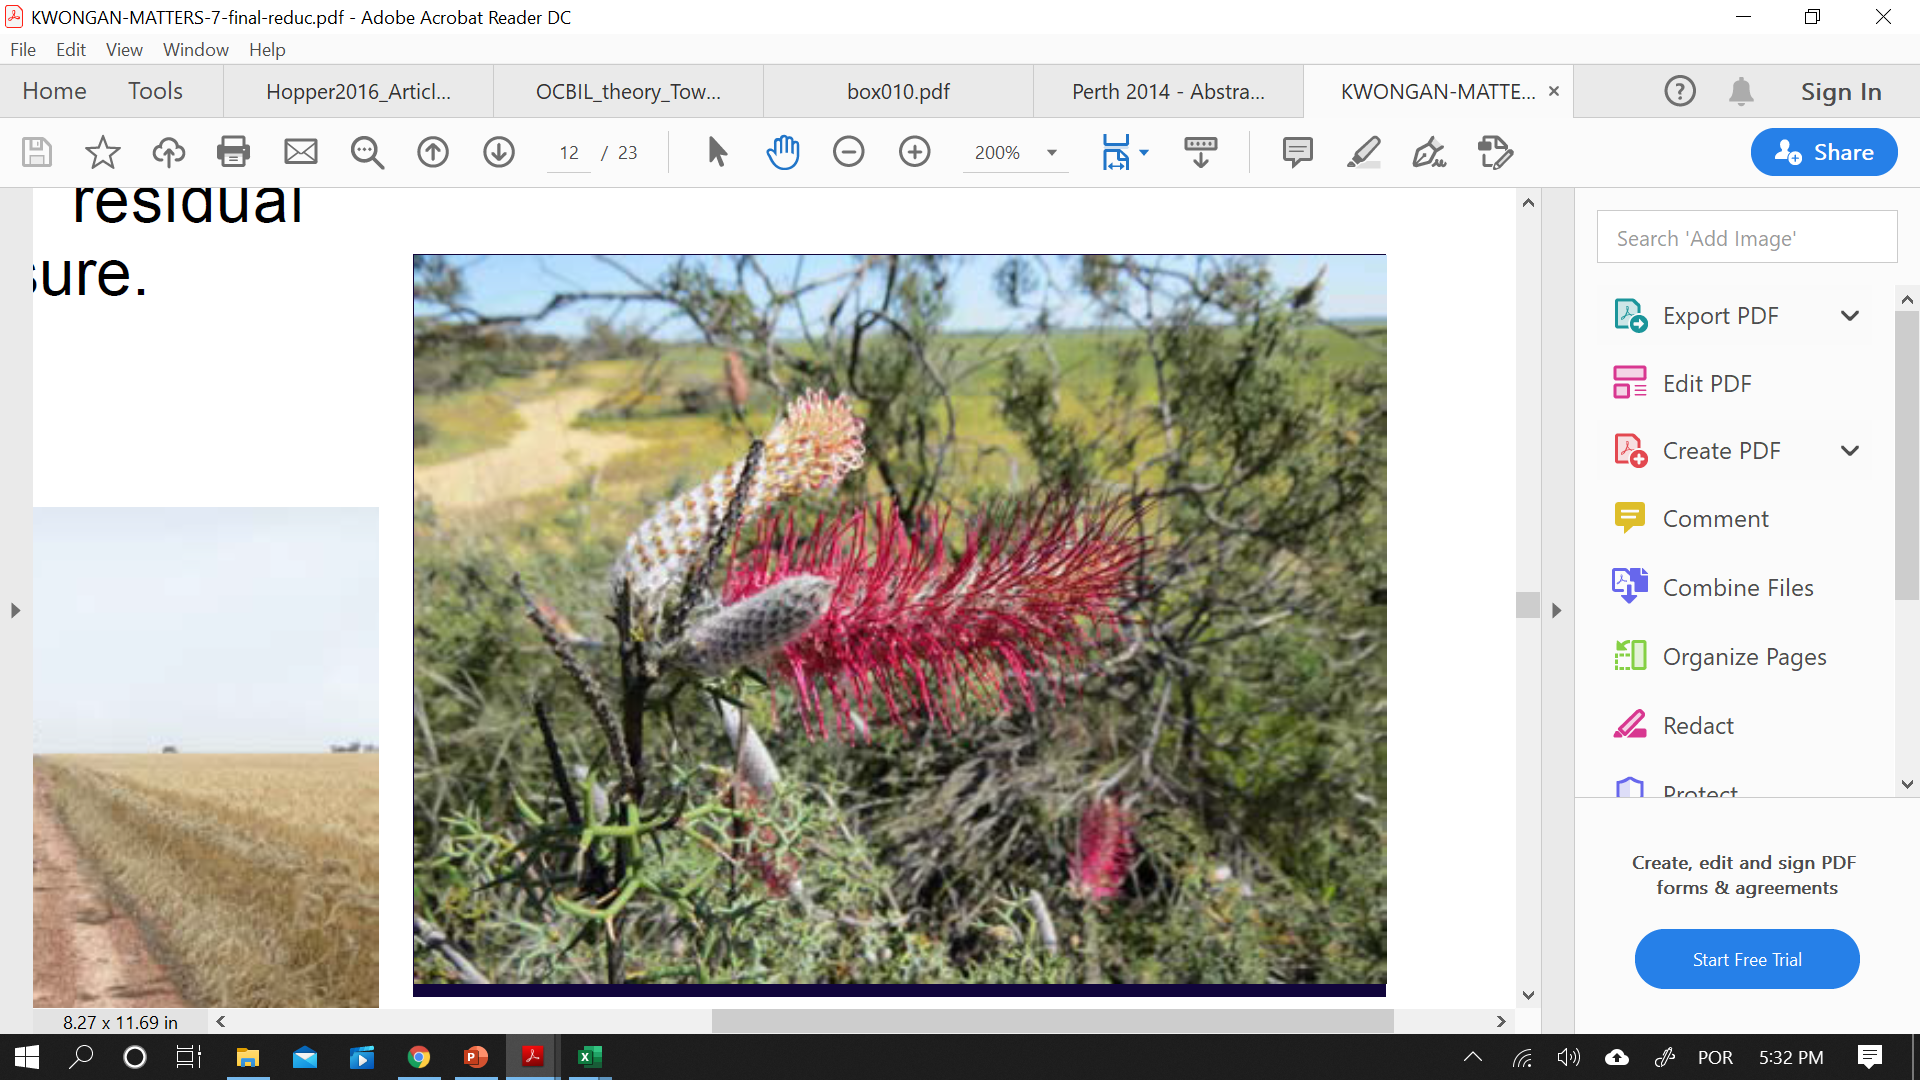 KWONGAN-MATTERS-7-final-reduc.pdf - Adobe Acrobat Reader DC
File Edit View Window Help
Home Tools Hopper2016_Articl... OCBIL_theory_Tow... box010.pdf Perth 2014 - Abstra... KWONGAN-MATTE... Sign In
12 / 23 200% Share
residual
sure.
Search 'Add Image'
Export PDF
Edit PDF
Create PDF
Comment
Combine Files
Organize Pages
Redact
Protect
Create, edit and sign PDF
forms & agreements
Start Free Trial
8.27 x 11.69 in
POR 5:32 PM